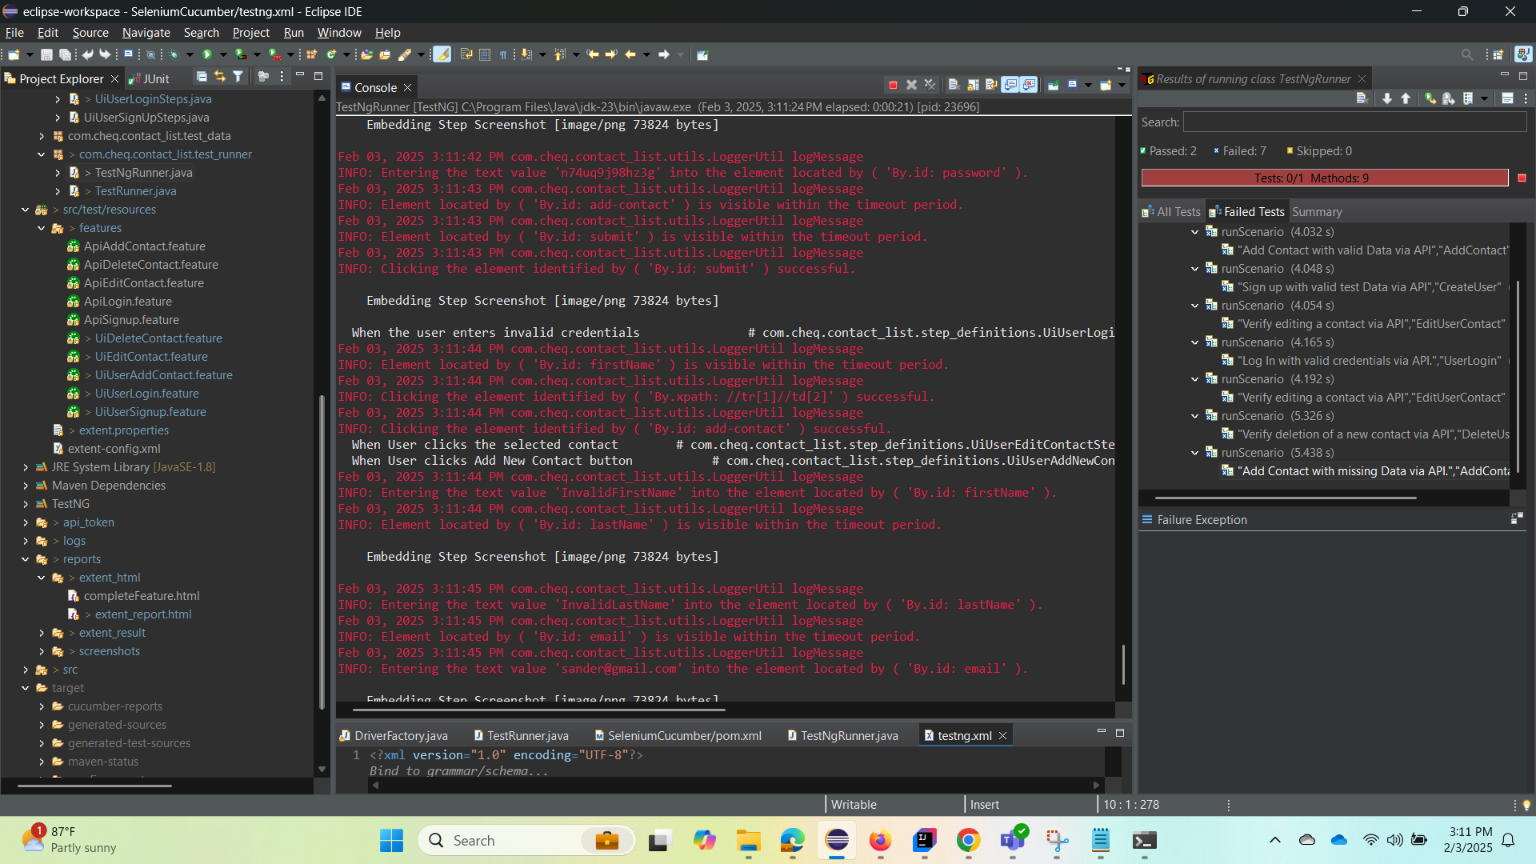 eclipse-workspace - SeleniumCucumber/testng.xml - Eclipse IDE
File Edit Source Navigate Search Project Run Window Help
Project Explorer
JUnit
> UiUserLoginSteps.java
UiUserSignUpSteps.java
com.cheq.contact_list.test_data
> com.cheq.contact_list.test_runner
> TestNgRunner.java
> TestRunner.java
> src/test/resources
> features
ApiAddContact.feature
ApiDeleteContact.feature
ApiEditContact.feature
ApiLogin.feature
ApiSignup.feature
> UiDeleteContact.feature
> UiEditContact.feature
> UiUserAddContact.feature
> UiUserLogin.feature
> UiUserSignup.feature
> extent.properties
extent-config.xml
JRE System Library [JavaSE-1.8]
Maven Dependencies
TestNG
> api_token
> logs
> reports
> extent_html
completeFeature.html
> extent_report.html
> extent_result
> screenshots
> src
target
cucumber-reports
generated-sources
generated-test-sources
maven-status
Console
TestNgRunner [TestNG] C:\Program Files\Java\jdk-23\bin\javaw.exe (Feb 3, 2025, 3:11:24 PM elapsed: 0:00:21) [pid: 23696]
Embedding Step Screenshot [image/png 73824 bytes]
Feb 03, 2025 3:11:42 PM com.cheq.contact_list.utils.LoggerUtil logMessage
INFO: Entering the text value 'n74uq9j98hz3g' into the element located by ( 'By.id: password' ).
Feb 03, 2025 3:11:43 PM com.cheq.contact_list.utils.LoggerUtil logMessage
INFO: Element located by ( 'By.id: add-contact' ) is visible within the timeout period.
Feb 03, 2025 3:11:43 PM com.cheq.contact_list.utils.LoggerUtil logMessage
INFO: Element located by ( 'By.id: submit' ) is visible within the timeout period.
Feb 03, 2025 3:11:43 PM com.cheq.contact_list.utils.LoggerUtil logMessage
INFO: Clicking the element identified by ( 'By.id: submit' ) successful.
Embedding Step Screenshot [image/png 73824 bytes]
When the user enters invalid credentials # com.cheq.contact_list.step_definitions.UiUserLogi
Feb 03, 2025 3:11:44 PM com.cheq.contact_list.utils.LoggerUtil logMessage
INFO: Element located by ( 'By.id: firstName' ) is visible within the timeout period.
Feb 03, 2025 3:11:44 PM com.cheq.contact_list.utils.LoggerUtil logMessage
INFO: Clicking the element identified by ( 'By.xpath: //tr[1]//td[2]' ) successful.
Feb 03, 2025 3:11:44 PM com.cheq.contact_list.utils.LoggerUtil logMessage
INFO: Clicking the element identified by ( 'By.id: add-contact' ) successful.
When User clicks the selected contact # com.cheq.contact_list.step_definitions.UiUserEditContactSte
When User clicks Add New Contact button # com.cheq.contact_list.step_definitions.UiUserAddNewCon
Feb 03, 2025 3:11:44 PM com.cheq.contact_list.utils.LoggerUtil logMessage
INFO: Entering the text value 'InvalidFirstName' into the element located by ( 'By.id: firstName' ).
Feb 03, 2025 3:11:44 PM com.cheq.contact_list.utils.LoggerUtil logMessage
INFO: Element located by ( 'By.id: lastName' ) is visible within the timeout period.
Embedding Step Screenshot [image/png 73824 bytes]
Feb 03, 2025 3:11:45 PM com.cheq.contact_list.utils.LoggerUtil logMessage
INFO: Entering the text value 'InvalidLastName' into the element located by ( 'By.id: lastName' ).
Feb 03, 2025 3:11:45 PM com.cheq.contact_list.utils.LoggerUtil logMessage
INFO: Element located by ( 'By.id: email' ) is visible within the timeout period.
Feb 03, 2025 3:11:45 PM com.cheq.contact_list.utils.LoggerUtil logMessage
INFO: Entering the text value 'sander@gmail.com' into the element located by ( 'By.id: email' ).
Embedding Step Screenshot [image/png 73824 bytes]
DriverFactory.java
TestRunner.java
SeleniumCucumber/pom.xml
TestNgRunner.java
testng.xml
1 <?xml version="1.0" encoding="UTF-8"?>
Bind to grammar/schema...
Results of running class TestNgRunner
Search:
Passed: 2 Failed: 7 Skipped: 0
Tests: 0/1 Methods: 9
All Tests Failed Tests Summary
runScenario (4.032 s)
"Add Contact with valid Data via API","AddContact"
runScenario (4.048 s)
"Sign up with valid test Data via API","CreateUser"
runScenario (4.054 s)
"Verify editing a contact via API","EditUserContact"
runScenario (4.165 s)
"Log In with valid credentials via API.","UserLogin"
runScenario (4.192 s)
"Verify editing a contact via API","EditUserContact"
runScenario (5.326 s)
"Verify deletion of a new contact via API","DeleteUs
runScenario (5.438 s)
"Add Contact with missing Data via API.","AddConta
Failure Exception
Writable
Insert
10 : 1 : 278
1
87°F
Partly sunny
Search
3:11 PM
2/3/2025